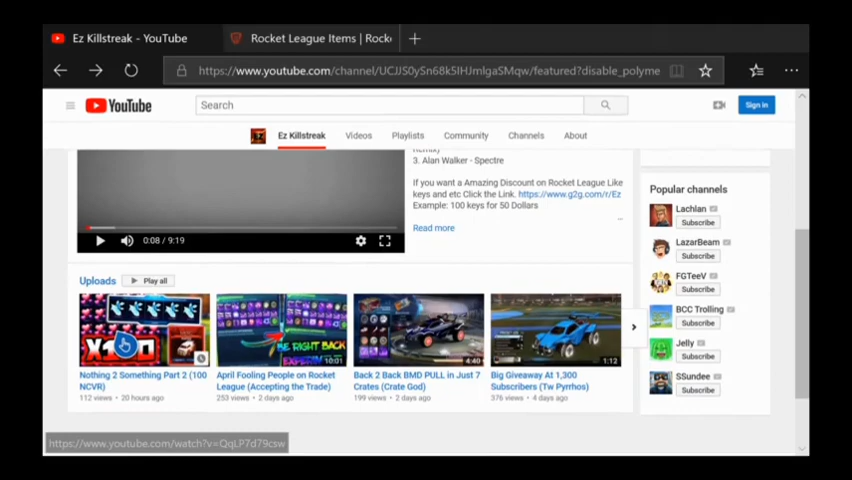 Ez Killstreak - YouTube
Rocket League Items | Rocke
https://www.youtube.com/channel/UCJJS0ySn68k5IHJmlgaSMqw/featured?disable_polyme
YouTube
Search
Sign in
Ez Killstreak
Videos
Playlists
Community
Channels
About
3. Alan Walker - Spectre
If you want a Amazing Discount on Rocket League Like
keys and etc Click the Link. https://www.g2g.com/r/Ez
Example: 100 keys for 50 Dollars
Read more
0:08 / 9:19
Popular channels
Lachlan
Subscribe
LazarBeam
Subscribe
FGTeeV
Subscribe
BCC Trolling
Subscribe
Jelly
Subscribe
SSundee
Subscribe
Uploads
Play all
X100
BE RIGHT BACK
10:01
4:40
1:12
Nothing 2 Something Part 2 (100
NCVR)
112 views • 20 hours ago
April Fooling People on Rocket
League (Accepting the Trade)
253 views • 2 days ago
Back 2 Back BMD PULL in Just 7
Crates (Crate God)
199 views • 2 days ago
Big Giveaway At 1,300
Subscribers (Tw Pyrrhos)
376 views • 4 days ago
https://www.youtube.com/watch?v=QqLP7d79csw